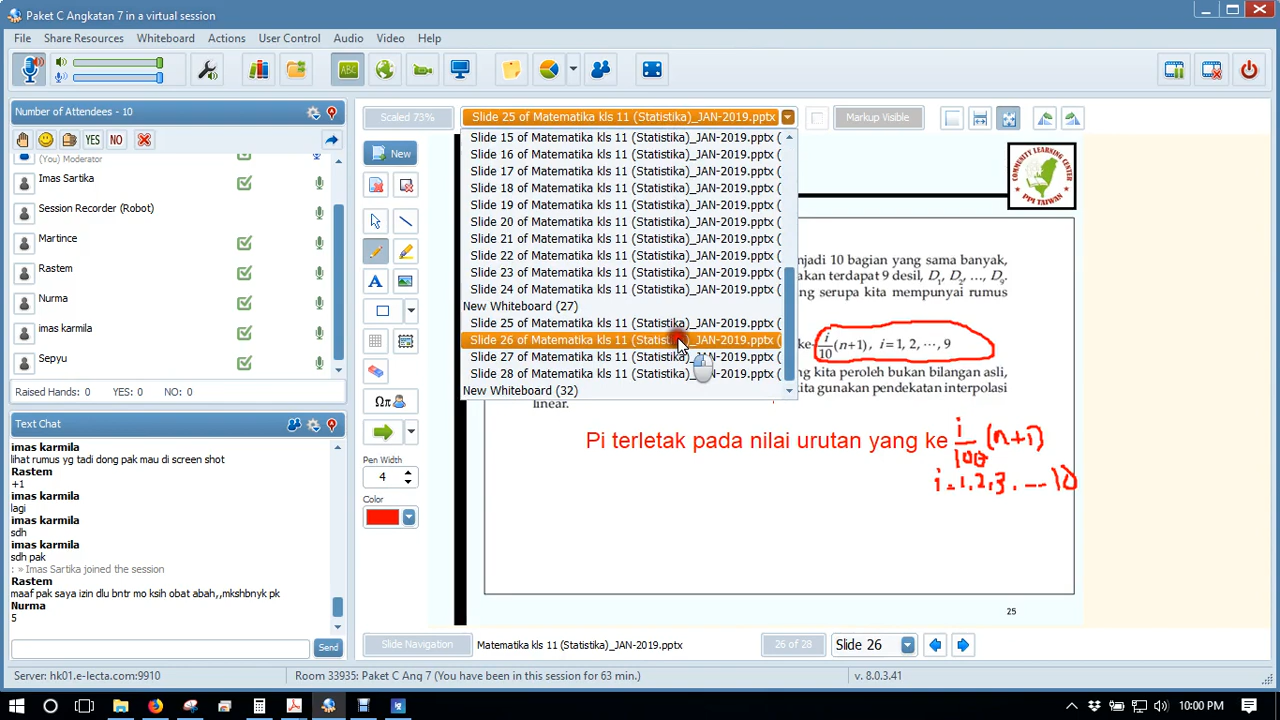 Paket C Angkatan 7 in a virtual session
File Share Resources Whiteboard Actions User Control Audio Video Help
ABC
Number of Attendees - 10
YES NO
(You) Moderator
Imas Sartika
Session Recorder (Robot)
Martince
Rastem
Nurma
imas karmila
Sepyu
Raised Hands: 0 YES: 0 NO: 0
Text Chat
imas karmila
lihat rumus yg tadi dong pak mau di screen shot
Rastem
+1
lagi
imas karmila
sdh
imas karmila
sdh pak
: » Imas Sartika joined the session
Rastem
maaf pak saya izin dlu bntr mo ksih obat abah,,mkshbnyk pk
Nurma
5
Send
Scaled 73%
Slide 25 of Matematika kls 11 (Statistika)_JAN-2019.pptx
Markup Visible
New
Slide 15 of Matematika kls 11 (Statistika)_JAN-2019.pptx (
Slide 16 of Matematika kls 11 (Statistika)_JAN-2019.pptx (
Slide 17 of Matematika kls 11 (Statistika)_JAN-2019.pptx (
Slide 18 of Matematika kls 11 (Statistika)_JAN-2019.pptx (
Slide 19 of Matematika kls 11 (Statistika)_JAN-2019.pptx (
Slide 20 of Matematika kls 11 (Statistika)_JAN-2019.pptx (
Slide 21 of Matematika kls 11 (Statistika)_JAN-2019.pptx (
Slide 22 of Matematika kls 11 (Statistika)_JAN-2019.pptx (
Slide 23 of Matematika kls 11 (Statistika)_JAN-2019.pptx (
Slide 24 of Matematika kls 11 (Statistika)_JAN-2019.pptx (
New Whiteboard (27)
Slide 25 of Matematika kls 11 (Statistika)_JAN-2019.pptx (
Slide 26 of Matematika kls 11 (Statistika)_JAN-2019.pptx (
Slide 27 of Matematika kls 11 (Statistika)_JAN-2019.pptx (
Slide 28 of Matematika kls 11 (Statistika)_JAN-2019.pptx (
New Whiteboard (32)
A
Ωπ
Pen Width
4
Color
COMMUNITY LEARNING CENTER
PPI TAIWAN
njadi 10 bagian yang sama banyak,
akan terdapat 9 desil, D1, D2, ..., D9.
ng serupa kita mempunyai rumus
ke- i/10 (n+1), i = 1, 2, ⋯, 9
g kita peroleh bukan bilangan asli,
kita gunakan pendekatan interpolasi
linear.
Pi terletak pada nilai urutan yang ke i/100 (n+1)
i = 1, 2, 3, .... 10
25
Slide Navigation Matematika kls 11 (Statistika)_JAN-2019.pptx 26 of 28 Slide 26
Server: hk01.e-lecta.com:9910 Room 33935: Paket C Ang 7 (You have been in this session for 63 min.) v. 8.0.3.41
10:00 PM